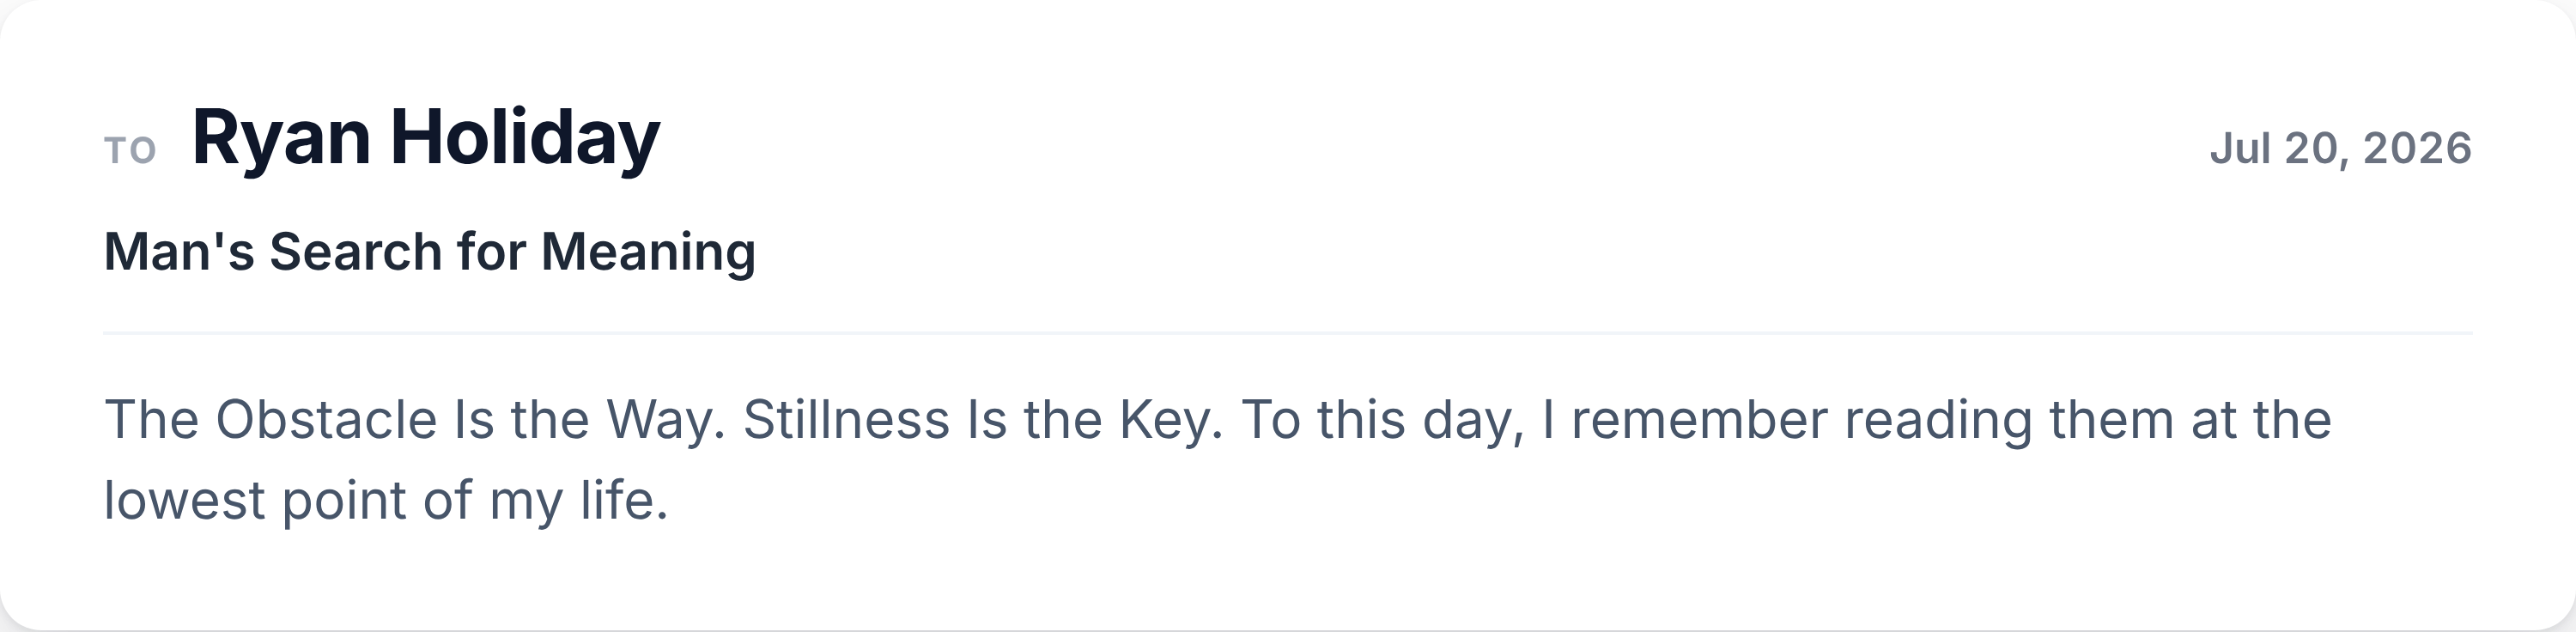 TO Ryan Holiday
Jul 20, 2026
Man's Search for Meaning
The Obstacle Is the Way. Stillness Is the Key. To this day, I remember reading them at the
lowest point of my life.